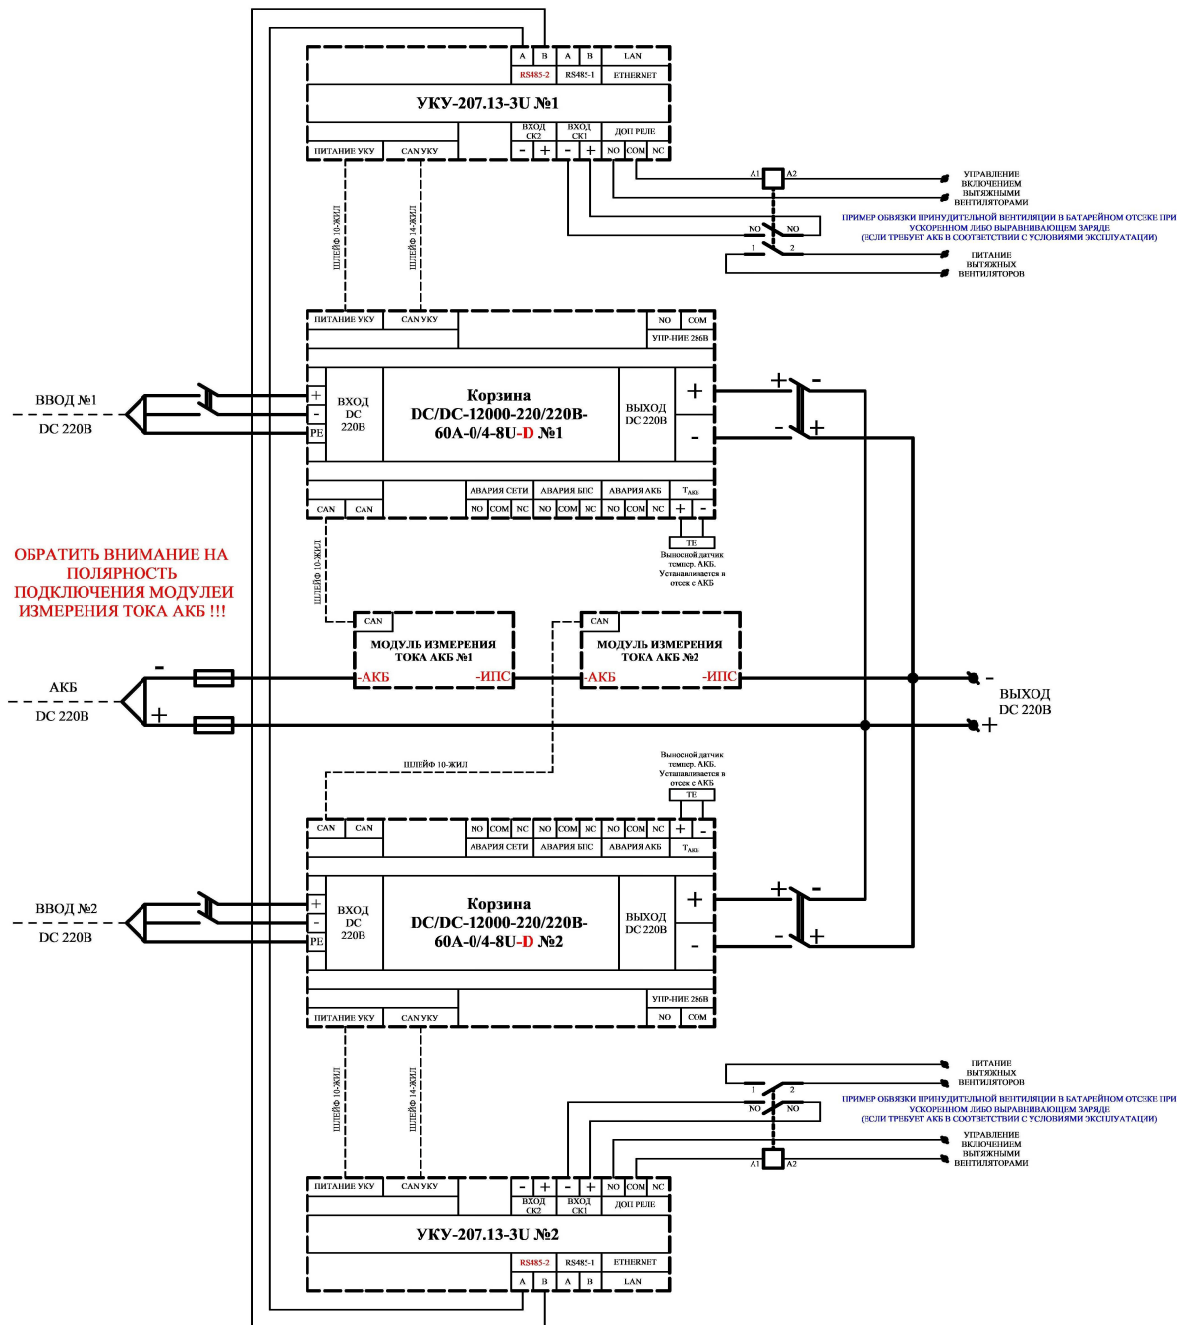 A B A B LAN
RS485-2 RS485-1 ETHERNET
УКУ-207.13-3U №1
ВХОД СК2 ВХОД СК1 ДОП РЕЛЕ
ПИТАНИЕ УКУ CAN УКУ - + - + NO COM NC
ШЛЕЙФ 10-ЖИЛ
ШЛЕЙФ 14-ЖИЛ
A1 A2
УПРАВЛЕНИЕ
ВКЛЮЧЕНИЕМ
ВЫТЯЖНЫМИ
ВЕНТИЛЯТОРАМИ
ПРИМЕР ОБВЯЗКИ ПРИНУДИТЕЛЬНОЙ ВЕНТИЛЯЦИИ В БАТАРЕЙНОМ ОТСЕКЕ ПРИ
УСКОРЕННОМ ЛИБО ВЫРАВНИВАЮЩЕМ ЗАРЯДЕ
(ЕСЛИ ТРЕБУЕТ АКБ В СООТВЕТСТВИИ С УСЛОВИЯМИ ЭКСПЛУАТАЦИИ)
NO NO
1 2
ПИТАНИЕ
ВЫТЯЖНЫХ
ВЕНТИЛЯТОРОВ
ПИТАНИЕ УКУ CAN УКУ NO COM
УПР-НИЕ 286В
ВВОД №1
DC 220В
+
-
PE
ВХОД
DC
220В
Корзина
DC/DC-12000-220/220В-
60А-0/4-8U-D №1
ВЫХОД
DC 220В
+
-
+ -
- +
АВАРИЯ СЕТИ АВАРИЯ БПС АВАРИЯ АКБ ТАКБ
CAN CAN NO COM NC NO COM NC NO COM NC + -
ШЛЕЙФ 10-ЖИЛ
TE
Выносной датчик
темпер. АКБ.
Устанавливается в
отсек с АКБ
ОБРАТИТЬ ВНИМАНИЕ НА
ПОЛЯРНОСТЬ
ПОДКЛЮЧЕНИЯ МОДУЛЕЙ
ИЗМЕРЕНИЯ ТОКА АКБ !!!
CAN
МОДУЛЬ ИЗМЕРЕНИЯ
ТОКА АКБ №1
-АКБ -ИПС
CAN
МОДУЛЬ ИЗМЕРЕНИЯ
ТОКА АКБ №2
-АКБ -ИПС
АКБ
DC 220В
-
+
-
+
ВЫХОД
DC 220В
ШЛЕЙФ 10-ЖИЛ
Выносной датчик
темпер. АКБ.
Устанавливается в
отсек с АКБ
TE
CAN CAN NO COM NC NO COM NC NO COM NC + -
АВАРИЯ СЕТИ АВАРИЯ БПС АВАРИЯ АКБ ТАКБ
ВВОД №2
DC 220В
+
-
PE
ВХОД
DC
220В
Корзина
DC/DC-12000-220/220В-
60А-0/4-8U-D №2
ВЫХОД
DC 220В
+
-
+ -
- +
УПР-НИЕ 286В
ПИТАНИЕ УКУ CAN УКУ NO COM
ШЛЕЙФ 10-ЖИЛ
ШЛЕЙФ 14-ЖИЛ
ПИТАНИЕ
ВЫТЯЖНЫХ
ВЕНТИЛЯТОРОВ
1 2
NO NO
ПРИМЕР ОБВЯЗКИ ПРИНУДИТЕЛЬНОЙ ВЕНТИЛЯЦИИ В БАТАРЕЙНОМ ОТСЕКЕ ПРИ
УСКОРЕННОМ ЛИБО ВЫРАВНИВАЮЩЕМ ЗАРЯДЕ
(ЕСЛИ ТРЕБУЕТ АКБ В СООТВЕТСТВИИ С УСЛОВИЯМИ ЭКСПЛУАТАЦИИ)
УПРАВЛЕНИЕ
ВКЛЮЧЕНИЕМ
ВЫТЯЖНЫМИ
ВЕНТИЛЯТОРАМИ
A1 A2
ПИТАНИЕ УКУ CAN УКУ - + - + NO COM NC
ВХОД СК2 ВХОД СК1 ДОП РЕЛЕ
УКУ-207.13-3U №2
RS485-2 RS485-1 ETHERNET
A B A B LAN